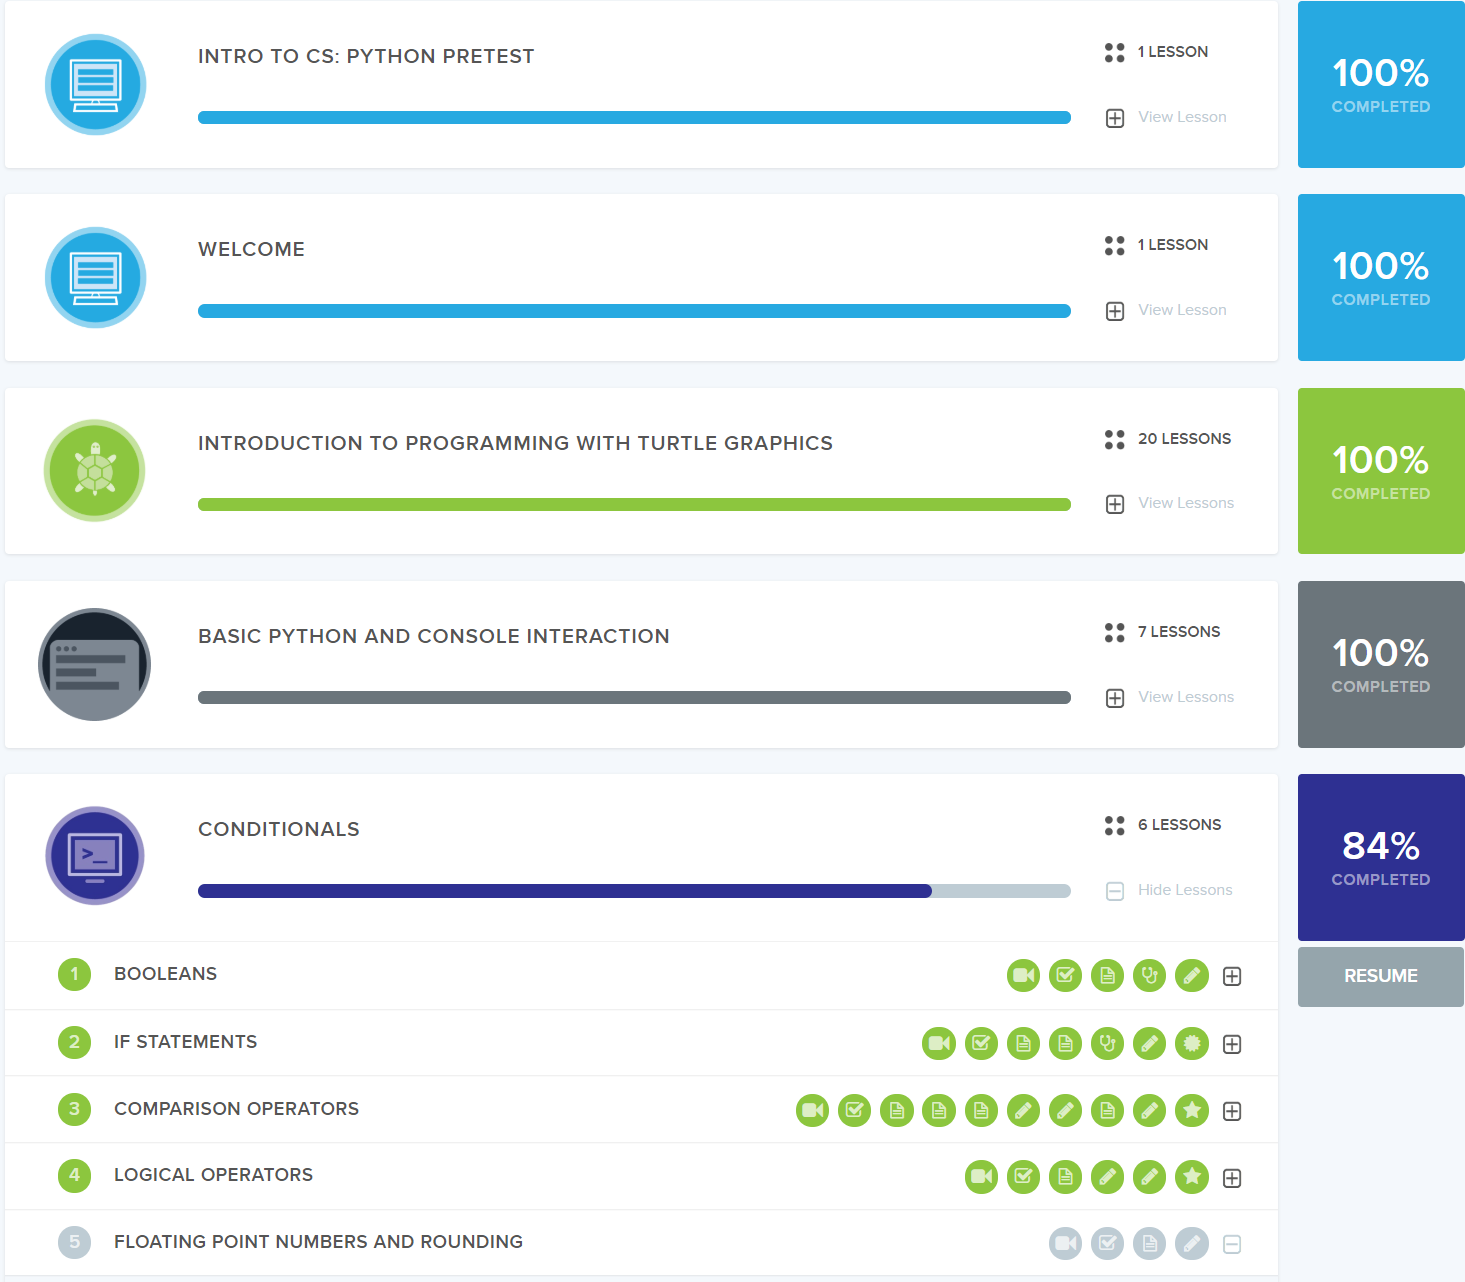 INTRO TO CS: PYTHON PRETEST
1 LESSON
View Lesson
100%
COMPLETED
WELCOME
1 LESSON
View Lesson
100%
COMPLETED
INTRODUCTION TO PROGRAMMING WITH TURTLE GRAPHICS
20 LESSONS
View Lessons
100%
COMPLETED
BASIC PYTHON AND CONSOLE INTERACTION
7 LESSONS
View Lessons
100%
COMPLETED
>_
CONDITIONALS
6 LESSONS
Hide Lessons
84%
COMPLETED
RESUME
1 BOOLEANS
2 IF STATEMENTS
3 COMPARISON OPERATORS
4 LOGICAL OPERATORS
5 FLOATING POINT NUMBERS AND ROUNDING